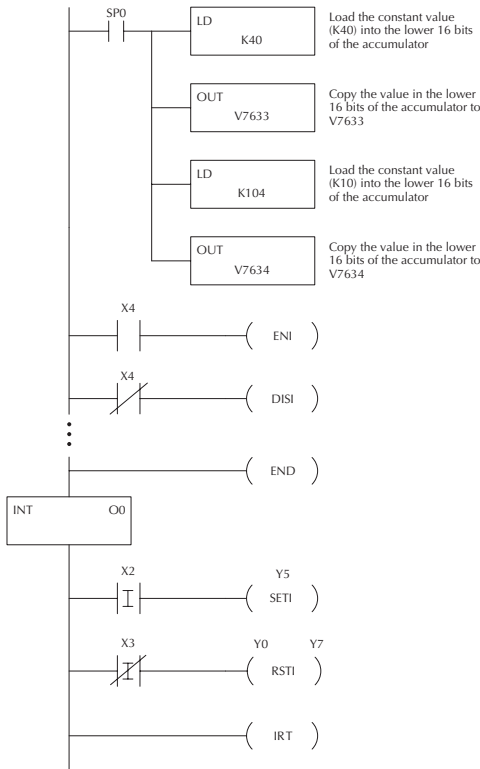 SP0
LD
K40
Load the constant value
(K40) into the lower 16 bits
of the accumulator
OUT
V7633
Copy the value in the lower
16 bits of the accumulator to
V7633
LD
K104
Load the constant value
(K10) into the lower 16 bits
of the accumulator
OUT
V7634
Copy the value in the lower
16 bits of the accumulator to
V7634
X4
ENI
X4
DISI
END
INT O0
X2 Y5
SETI
X3 Y0 Y7
RSTI
IRT